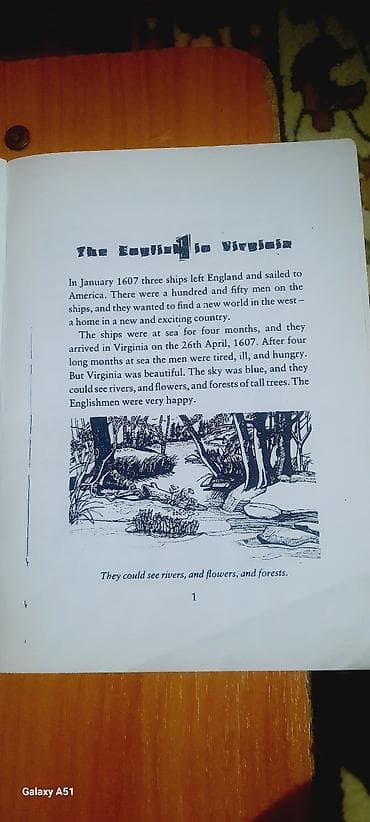 1
The English in Virginia
In January 1607 three ships left England and sailed to
America. There were a hundred and fifty men on the
ships, and they wanted to find a new world in the west –
a home in a new and exciting country.
The ships were at sea for four months, and they
arrived in Virginia on the 26th April, 1607. After four
long months at sea the men were tired, ill, and hungry.
But Virginia was beautiful. The sky was blue, and they
could see rivers, and flowers, and forests of tall trees. The
Englishmen were very happy.
They could see rivers, and flowers, and forests.
1
Galaxy A51